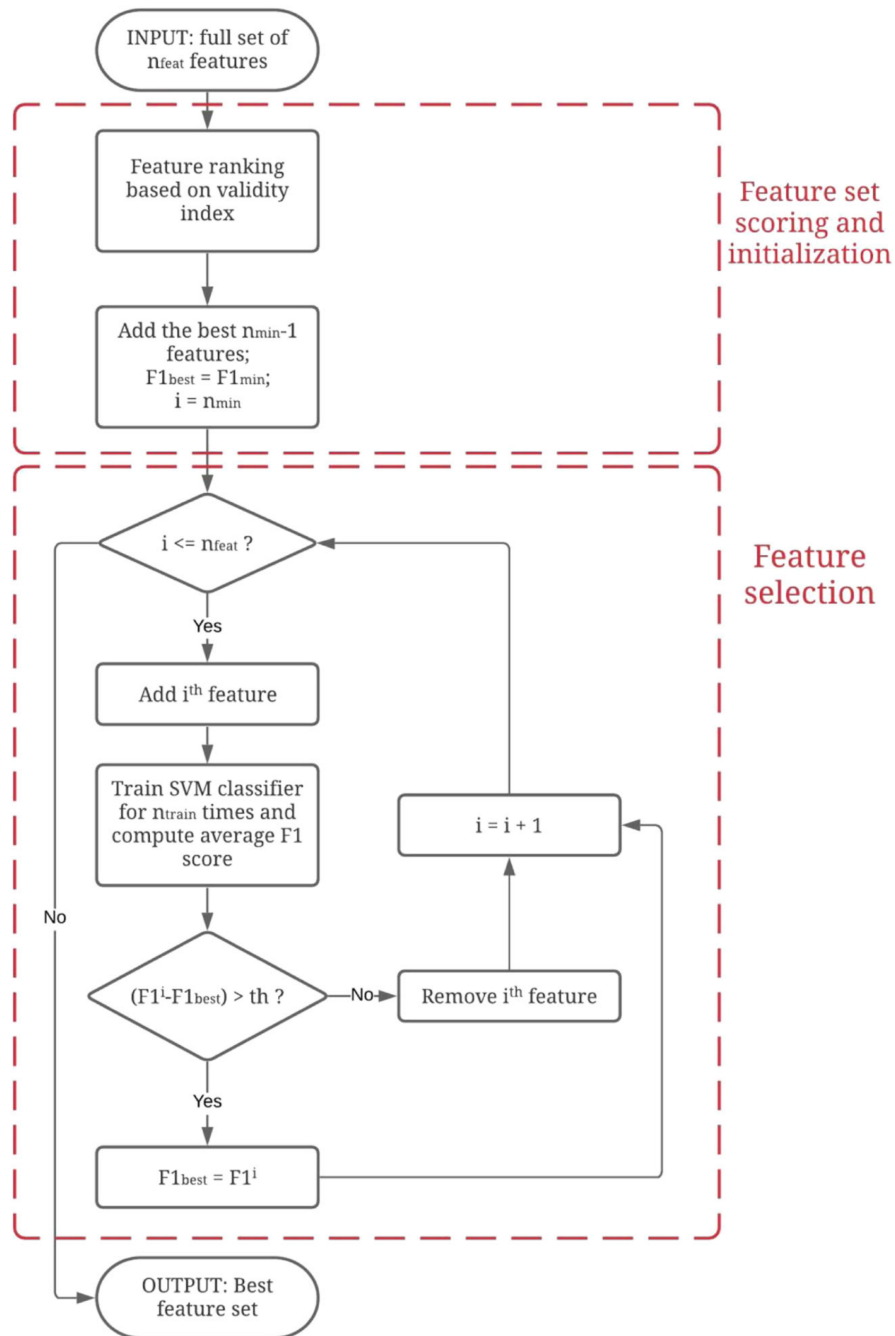 INPUT: full set of
nfeat features
Feature ranking
based on validity
index
Feature set
scoring and
initialization
Add the best nmin-1
features;
F1best = F1min;
i = nmin
i <= nfeat ?
Feature
selection
Yes
Add ith feature
Train SVM classifier
for ntrain times and
compute average F1
score
i = i + 1
No
(F1i-F1best) > th ?
No
Remove ith feature
Yes
F1best = F1i
OUTPUT: Best
feature set